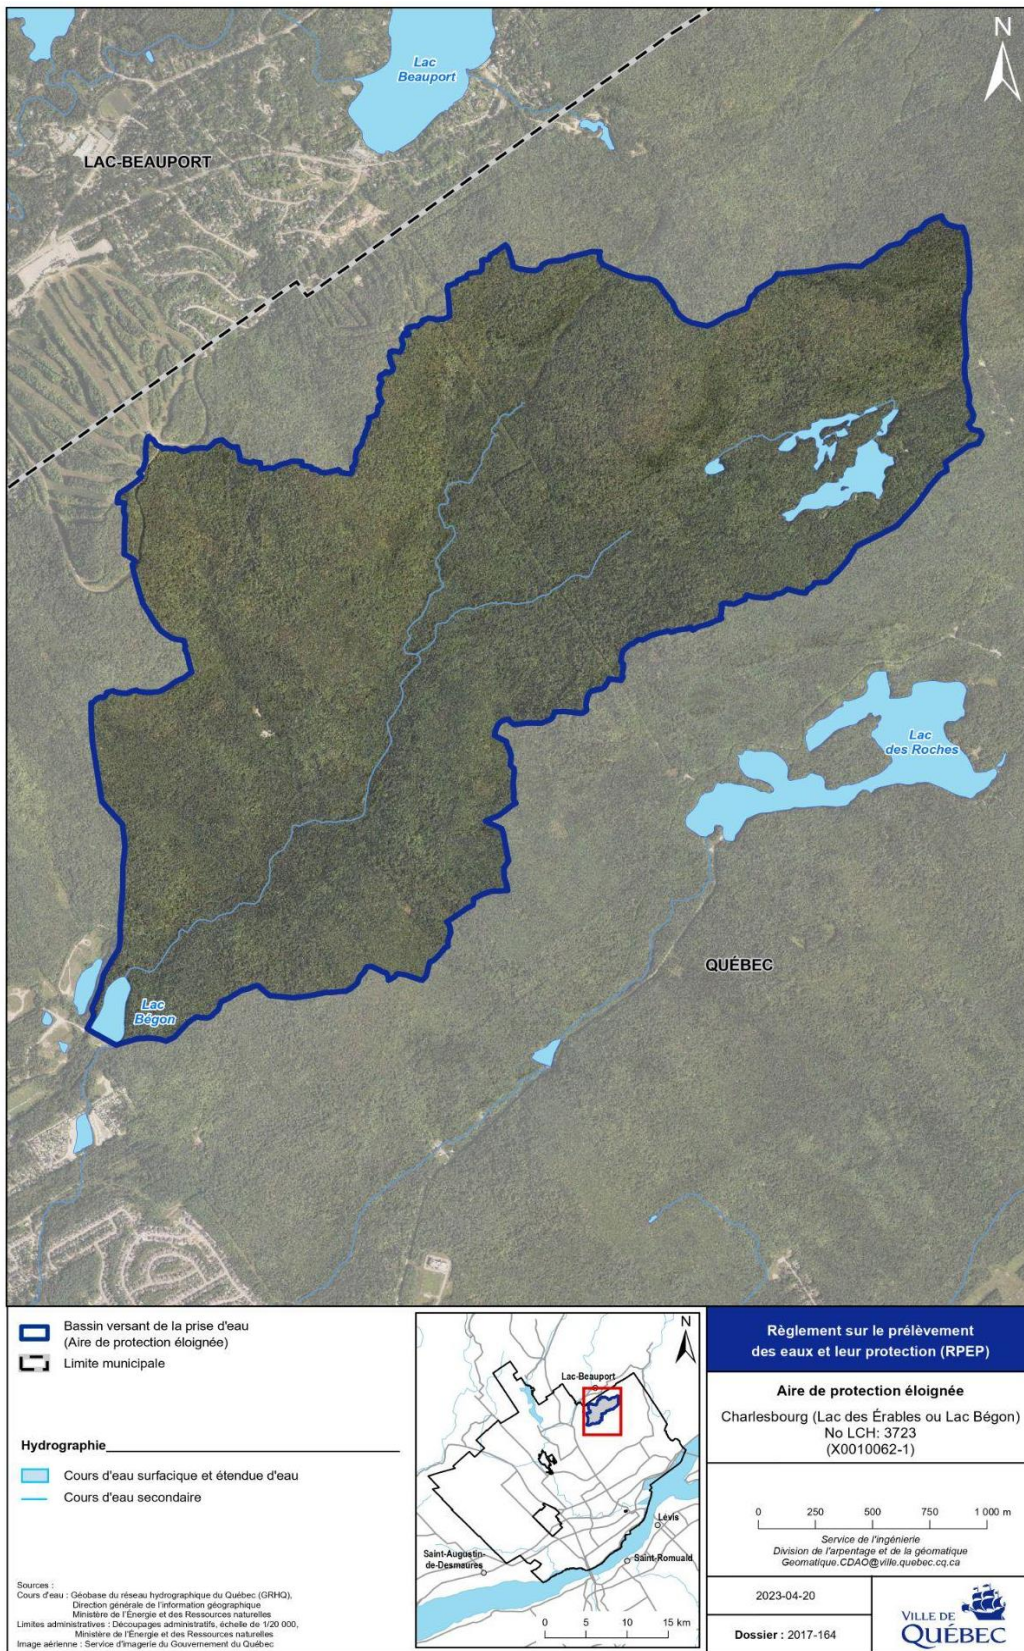 N
Lac
Beauport
LAC-BEAUPORT
Lac
des Roches
QUÉBEC
Lac
Bégon
Bassin versant de la prise d'eau
(Aire de protection éloignée)
Limite municipale
Hydrographie
Cours d'eau surfacique et étendue d'eau
Cours d'eau secondaire
Sources :
Cours d'eau : Géobase du réseau hydrographique du Québec (GRHQ),
Direction générale de l'information géographique
Ministère de l'Énergie et des Ressources naturelles
Limites administratives : Découpages administratifs, échelle de 1/20 000,
Ministère de l'Énergie et des Ressources naturelles
Image aérienne : Service d'imagerie du Gouvernement du Québec
N
Lac-Beauport
Lévis
Saint-Augustin-
de-Desmaures
Saint-Romuald
0 5 10 15 km
Règlement sur le prélèvement
des eaux et leur protection (RPEP)
Aire de protection éloignée
Charlesbourg (Lac des Érables ou Lac Bégon)
No LCH: 3723
(X0010062-1)
0 250 500 750 1 000 m
Service de l'ingénierie
Division de l'arpentage et de la géomatique
Geomatique.CDAO@ville.quebec.cq.ca
2023-04-20
Dossier : 2017-164
VILLE DE
QUÉBEC